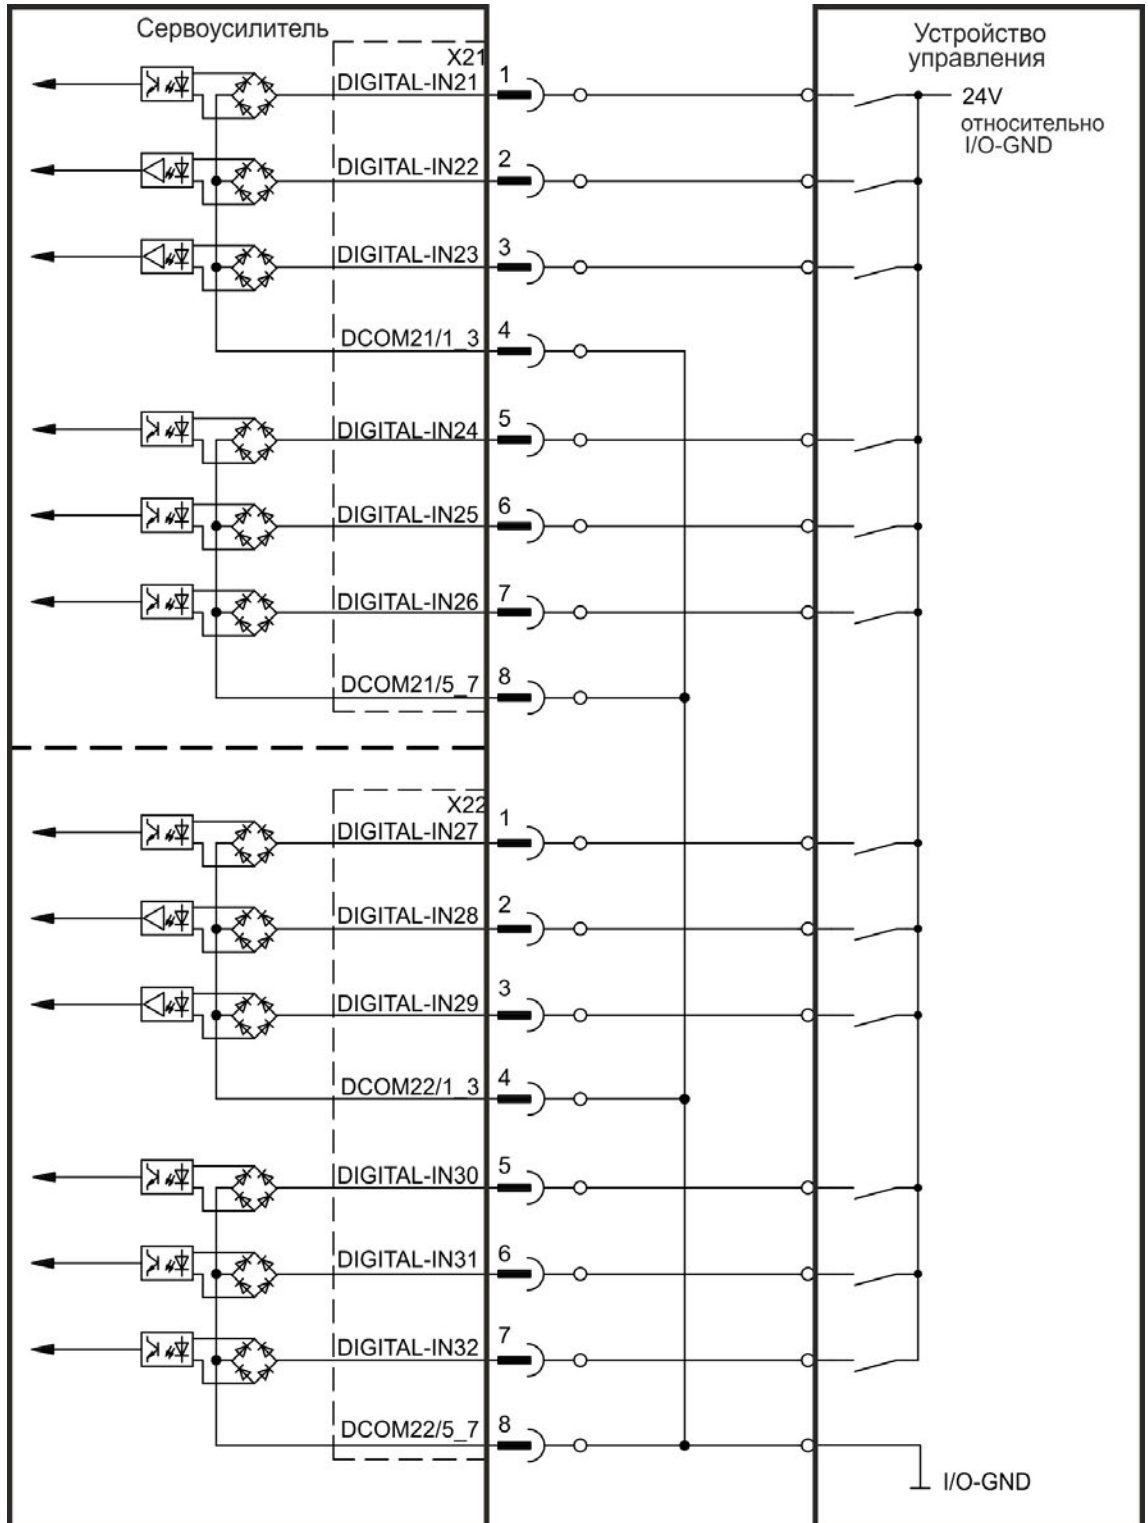 Сервоусилитель
Устройство
управления
X21
DIGITAL-IN21
1
24V
относительно
I/O-GND
DIGITAL-IN22
2
DIGITAL-IN23
3
DCOM21/1_3
4
DIGITAL-IN24
5
DIGITAL-IN25
6
DIGITAL-IN26
7
DCOM21/5_7
8
X22
DIGITAL-IN27
1
DIGITAL-IN28
2
DIGITAL-IN29
3
DCOM22/1_3
4
DIGITAL-IN30
5
DIGITAL-IN31
6
DIGITAL-IN32
7
DCOM22/5_7
8
I/O-GND